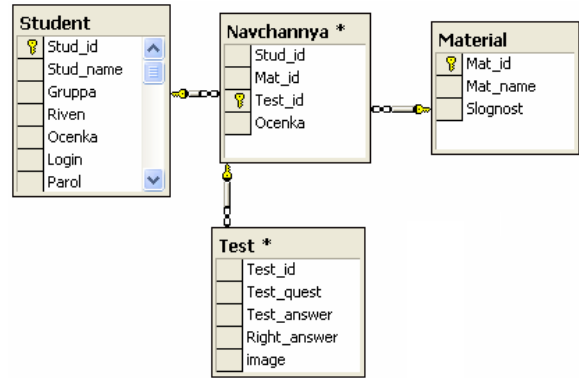 Student
Stud_id
Stud_name
Gruppa
Riven
Ocenka
Login
Parol
Navchannya *
Stud_id
Mat_id
Test_id
Ocenka
Material
Mat_id
Mat_name
Slognost
Test *
Test_id
Test_quest
Test_answer
Right_answer
image